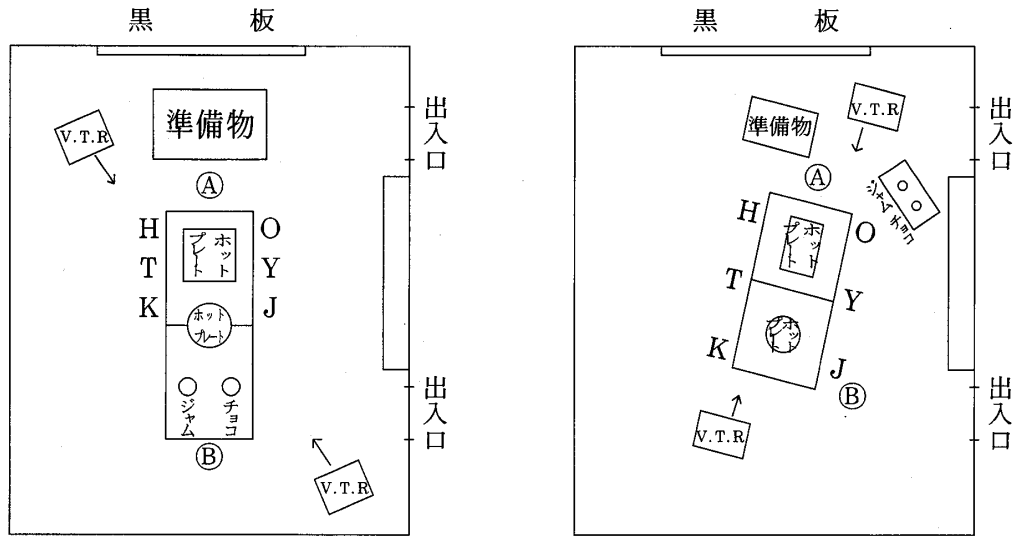 黒 板
V.T.R
準備物
出入口
Ⓐ
H
O
ホット
プレート
T
Y
K
J
ホット
プレート
ジャム
チョコ
Ⓑ
出入口
V.T.R
黒 板
準備物
V.T.R
出入口
Ⓐ
ジャム
チョコ
H
O
ホット
プレート
T
Y
ホット
プレート
K
J
Ⓑ
出入口
V.T.R